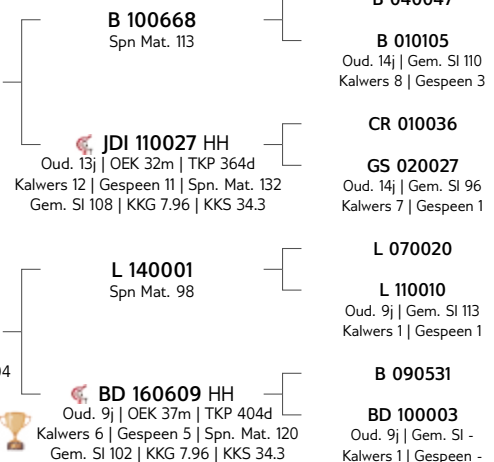 B 040047
B 100668
Spn Mat. 113
B 010105
Oud. 14j | Gem. SI 110
Kalwers 8 | Gespeen 3
CR 010036
JDI 110027 HH
Oud. 13j | OEK 32m | TKP 364d
Kalwers 12 | Gespeen 11 | Spn. Mat. 132
Gem. SI 108 | KKG 7.96 | KKS 34.3
GS 020027
Oud. 14j | Gem. SI 96
Kalwers 7 | Gespeen 1
L 070020
L 140001
Spn Mat. 98
L 110010
Oud. 9j | Gem. SI 113
Kalwers 1 | Gespeen 1
B 090531
BD 160609 HH
Oud. 9j | OEK 37m | TKP 404d
Kalwers 6 | Gespeen 5 | Spn. Mat. 120
Gem. SI 102 | KKG 7.96 | KKS 34.3
BD 100003
Oud. 9j | Gem. SI -
Kalwers 1 | Gespeen -